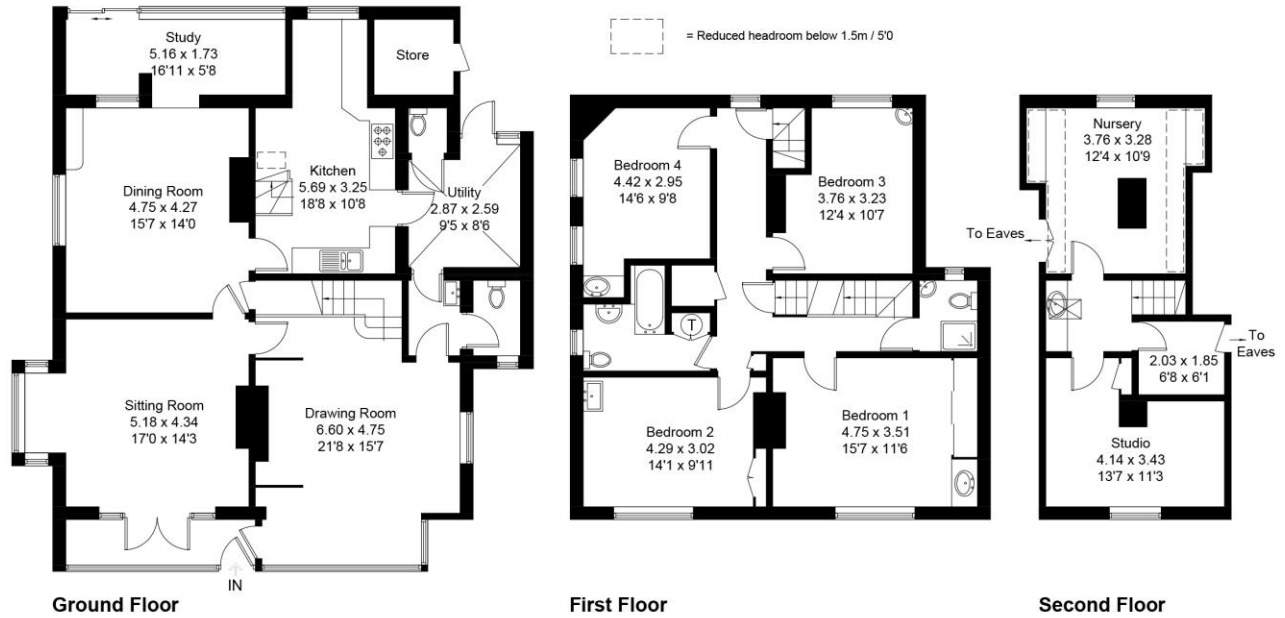 Study
5.16 x 1.73
16'11 x 5'8
Store
= Reduced headroom below 1.5m / 5'0
Dining Room
4.75 x 4.27
15'7 x 14'0
Kitchen
5.69 x 3.25
18'8 x 10'8
Utility
2.87 x 2.59
9'5 x 8'6
Sitting Room
5.18 x 4.34
17'0 x 14'3
Drawing Room
6.60 x 4.75
21'8 x 15'7
IN
Ground Floor
Bedroom 4
4.42 x 2.95
14'6 x 9'8
Bedroom 3
3.76 x 3.23
12'4 x 10'7
T
Bedroom 2
4.29 x 3.02
14'1 x 9'11
Bedroom 1
4.75 x 3.51
15'7 x 11'6
First Floor
Nursery
3.76 x 3.28
12'4 x 10'9
To Eaves
To
Eaves
2.03 x 1.85
6'8 x 6'1
Studio
4.14 x 3.43
13'7 x 11'3
Second Floor